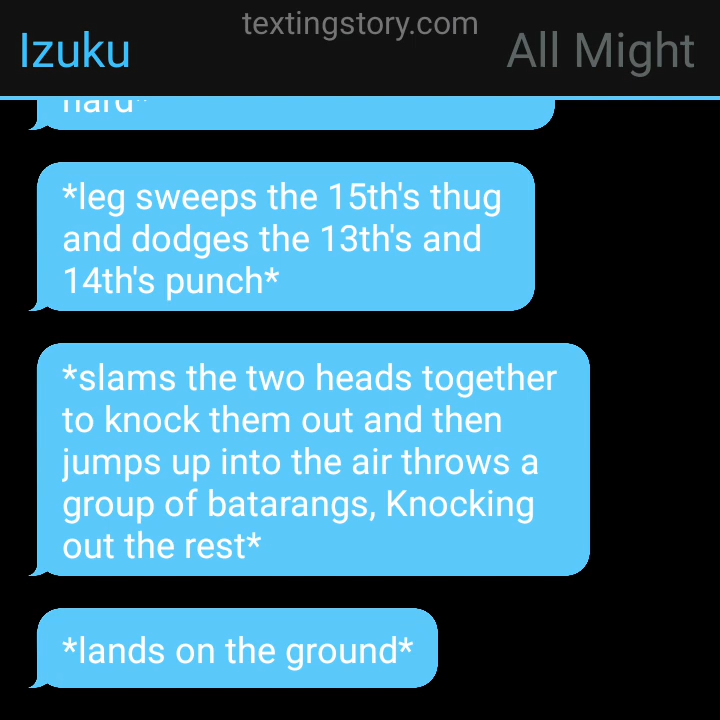 textingstory.com
Izuku
All Might
hard*
*leg sweeps the 15th's thug
and dodges the 13th's and
14th's punch*
*slams the two heads together
to knock them out and then
jumps up into the air throws a
group of batarangs, Knocking
out the rest*
*lands on the ground*